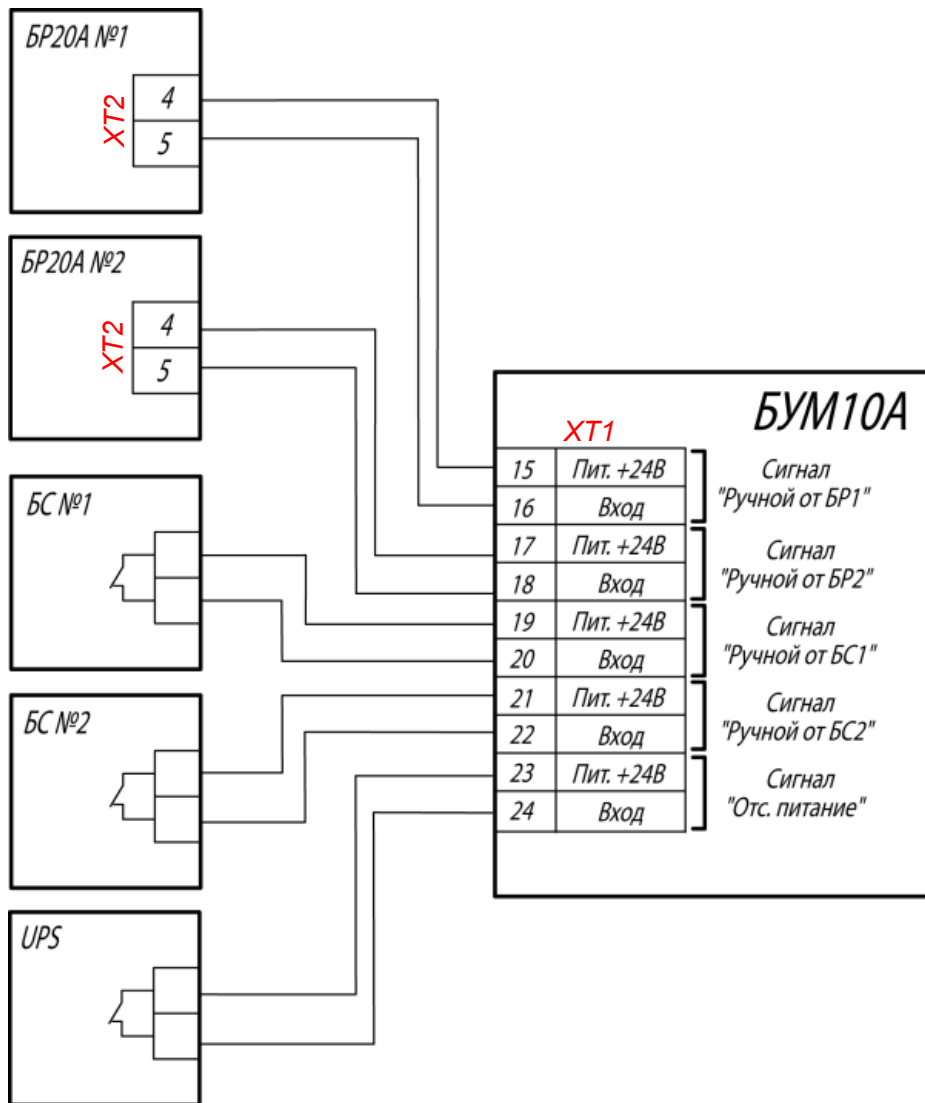 БР20А №1
ХТ2
4
5
БР20А №2
ХТ2
4
5
БС №1
БС №2
UPS
БУМ10А
ХТ1
15 Пит. +24В
16 Вход
Сигнал
"Ручной от БР1"
17 Пит. +24В
18 Вход
Сигнал
"Ручной от БР2"
19 Пит. +24В
20 Вход
Сигнал
"Ручной от БС1"
21 Пит. +24В
22 Вход
Сигнал
"Ручной от БС2"
23 Пит. +24В
24 Вход
Сигнал
"Отс. питание"